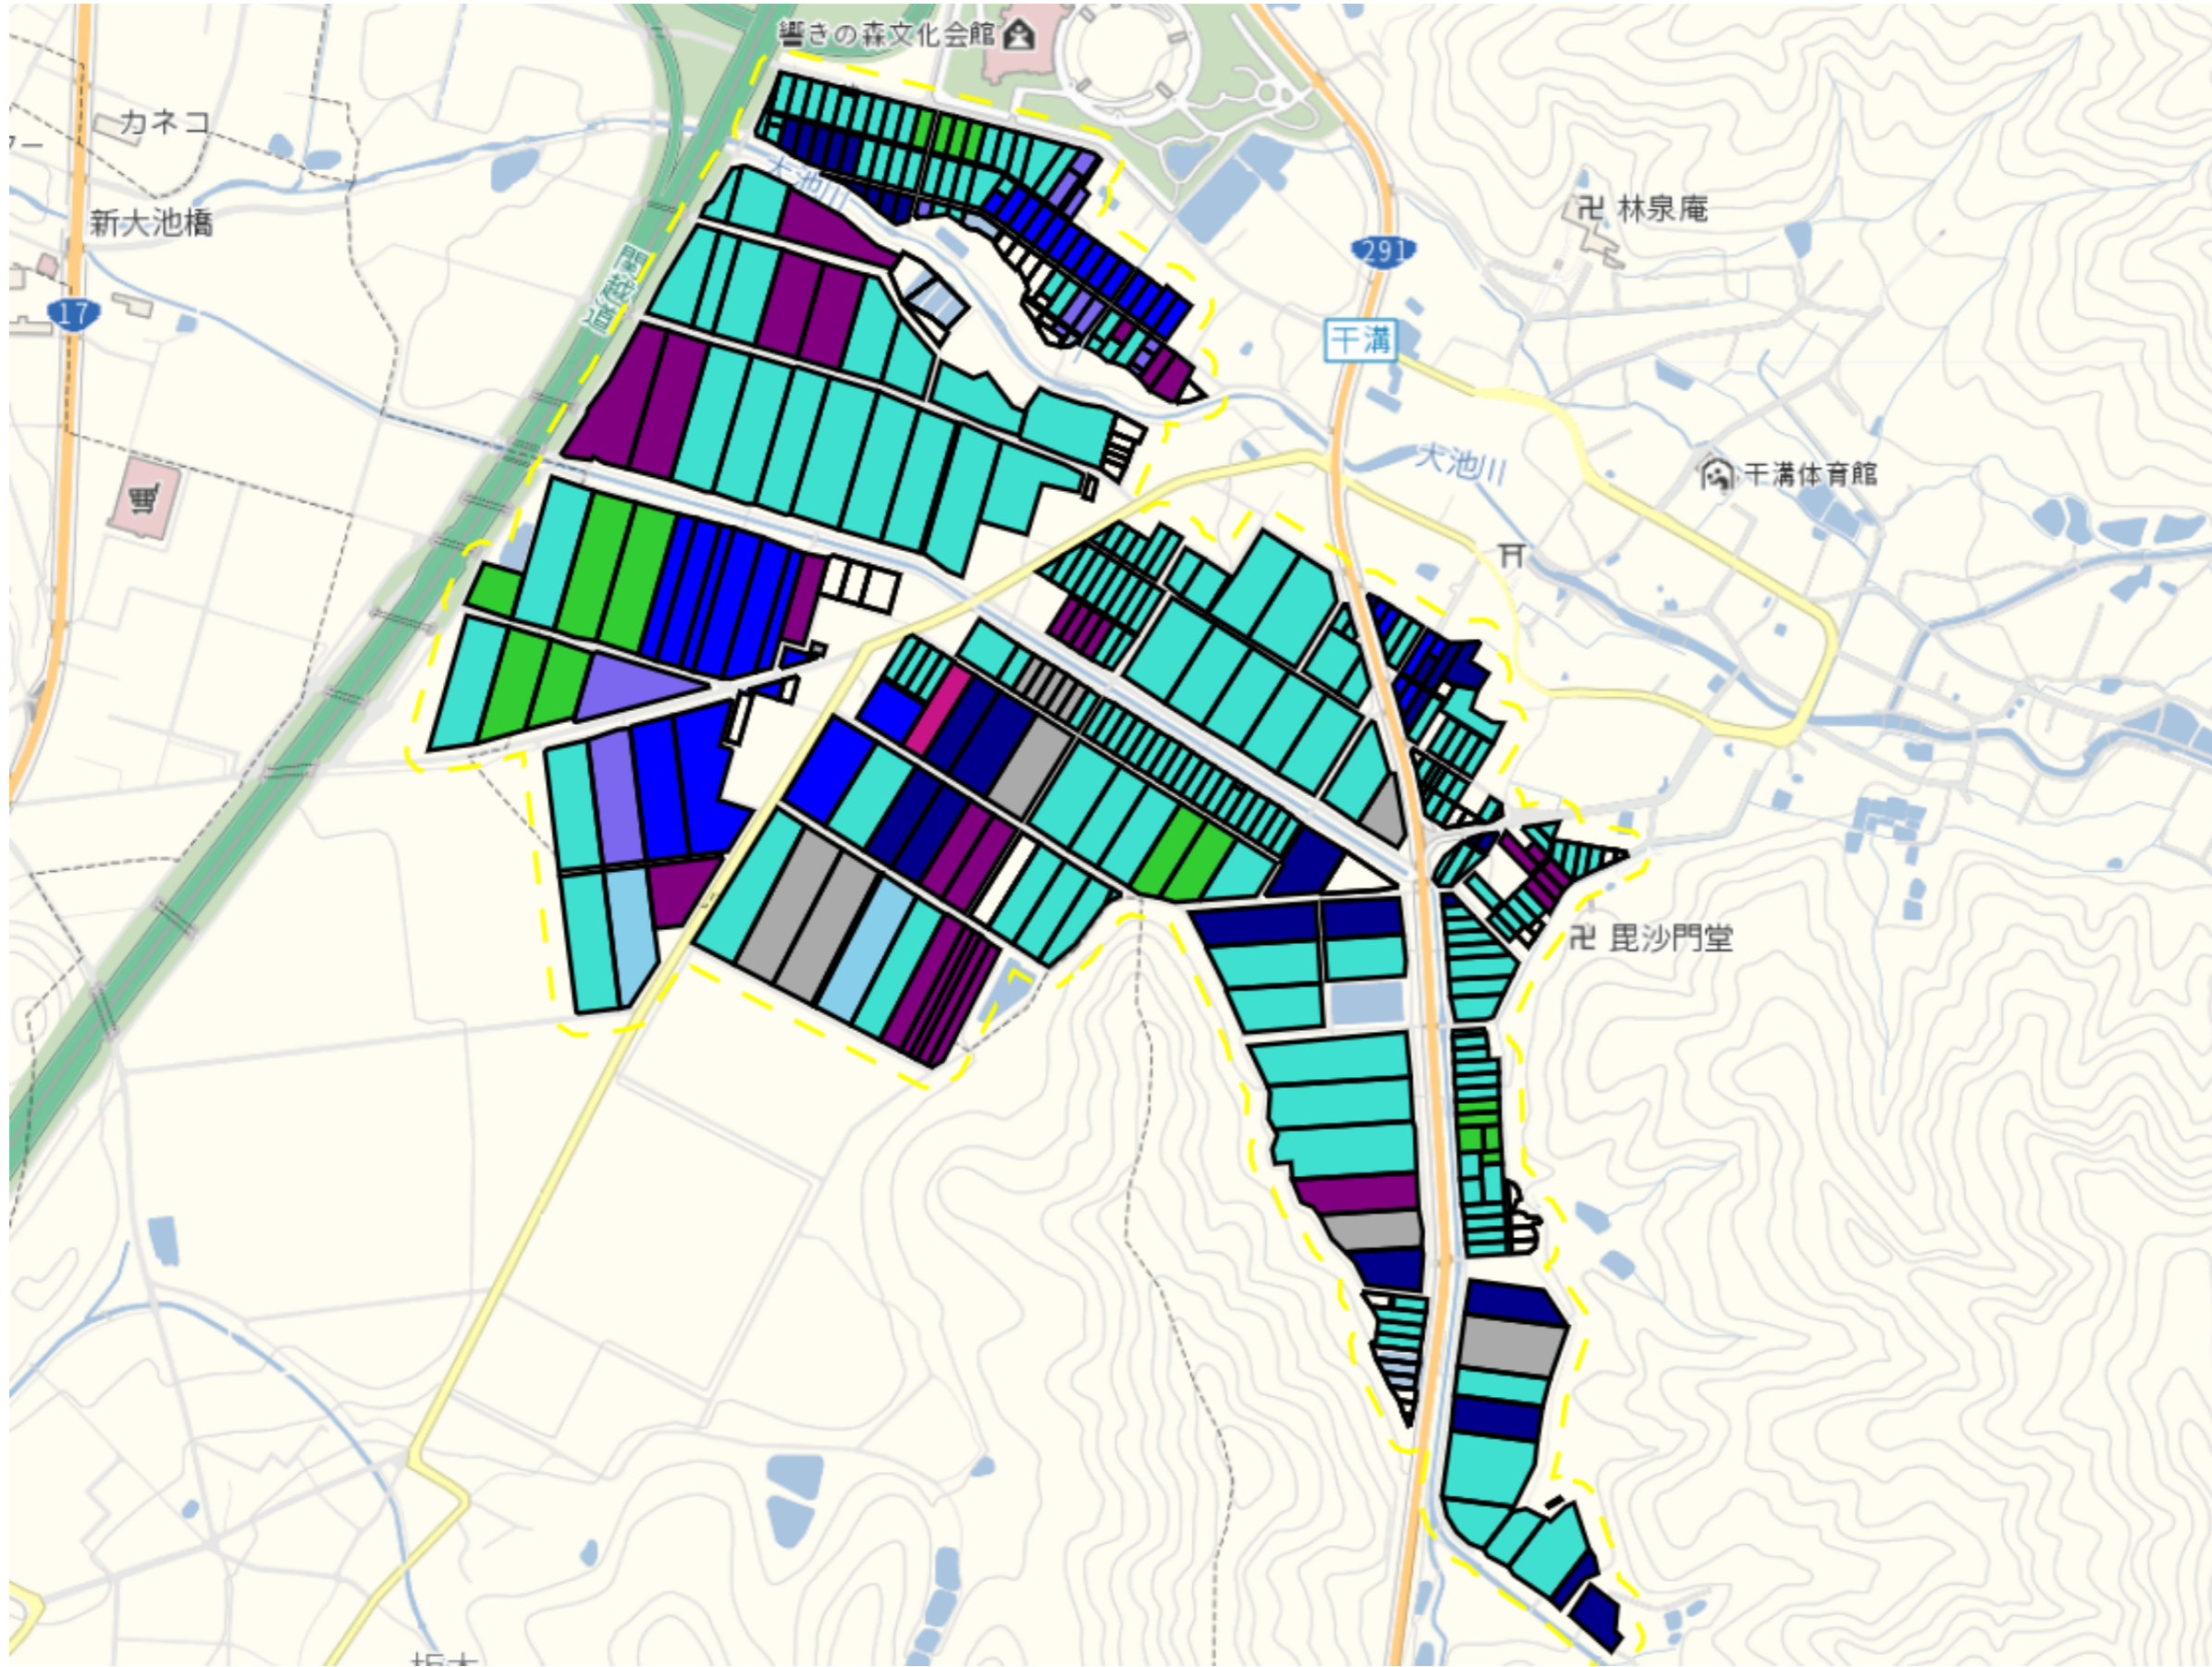 響きの森文化会館
カネコ
大池川
新大池橋
林泉庵
291
関越道
17
干溝
大池川
干溝体育館
毘沙門堂